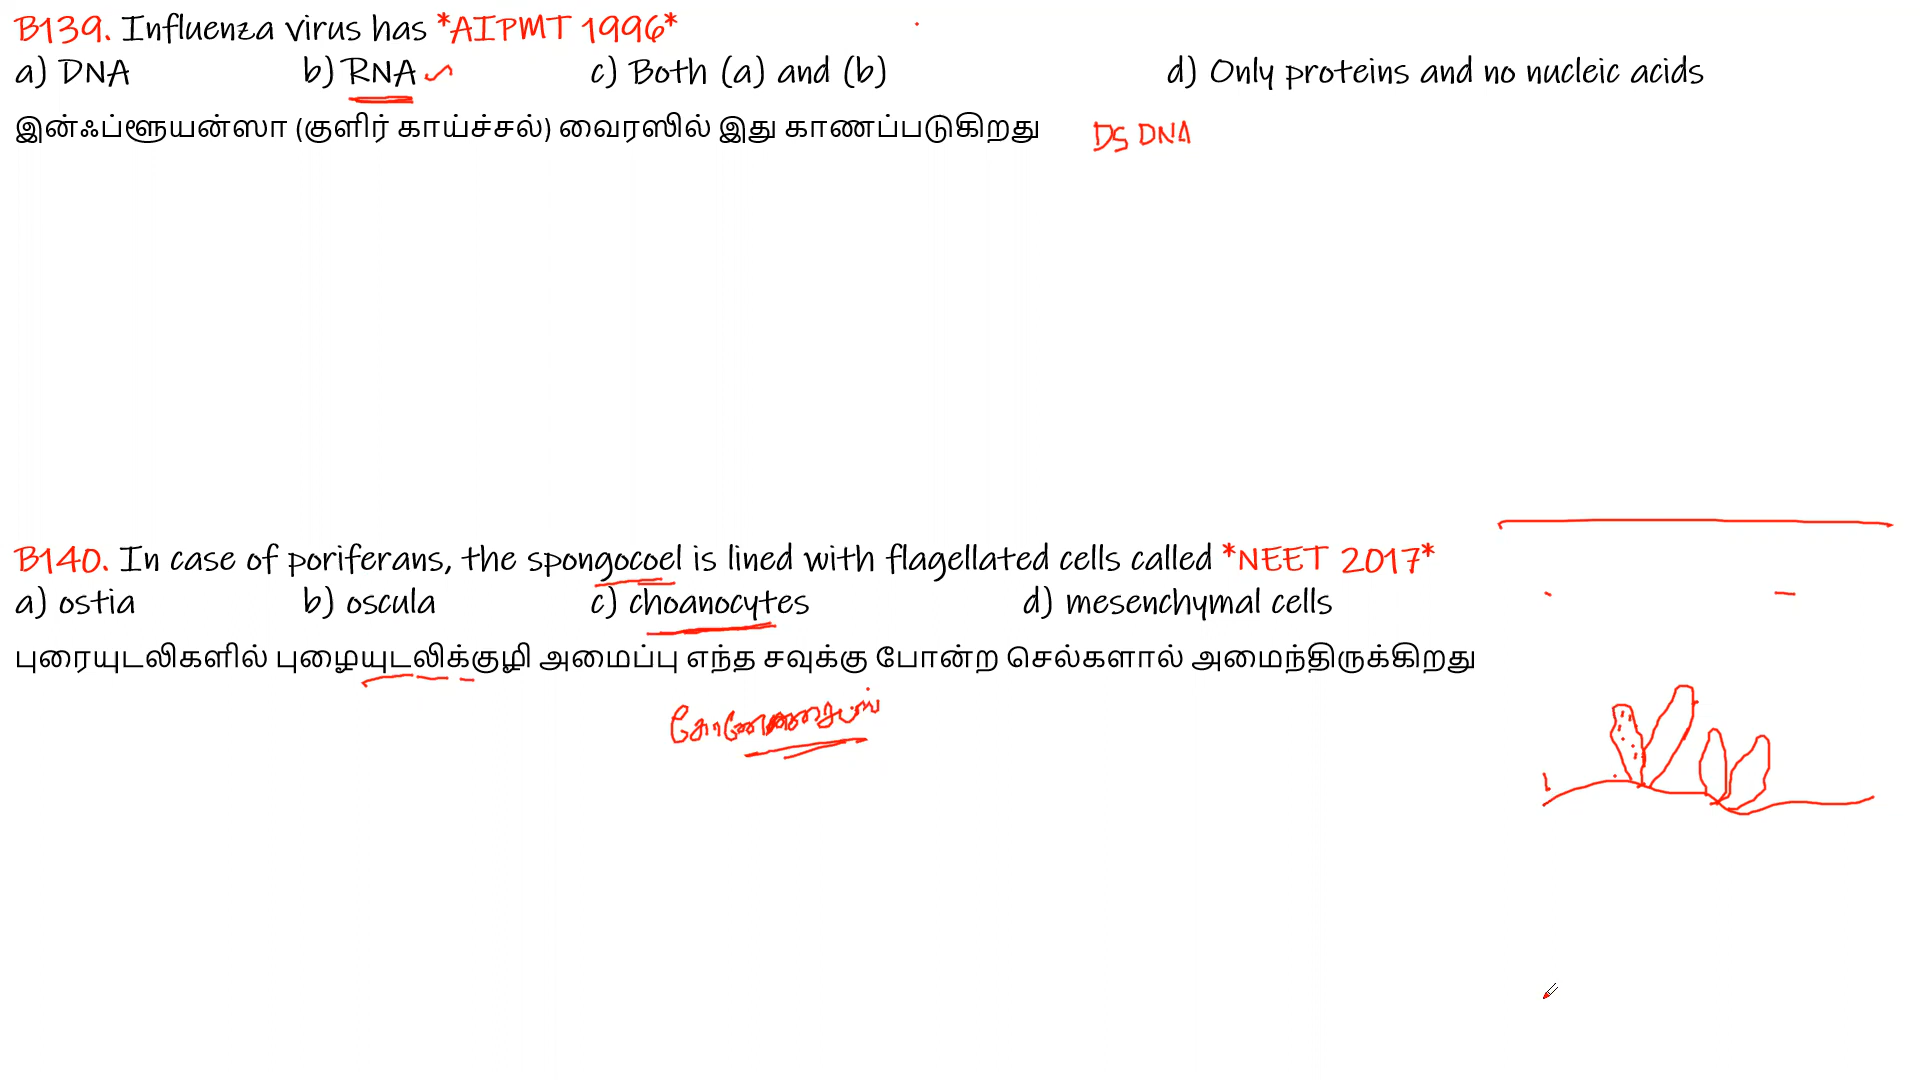 B139. Influenza virus has *AIPMT 1996*
a) DNA b) RNA c) Both (a) and (b) d) Only proteins and no nucleic acids
இன்ஃப்ளூயன்ஸா (குளிர் காய்ச்சல்) வைரஸில் இது காணப்படுகிறது DS DNA
B140. In case of poriferans, the spongocoel is lined with flagellated cells called *NEET 2017*
a) ostia b) oscula c) choanocytes d) mesenchymal cells
புரையுடலிகளில் புழையுடலிக்குழி அமைப்பு எந்த சவுக்கு போன்ற செல்களால் அமைந்திருக்கிறது